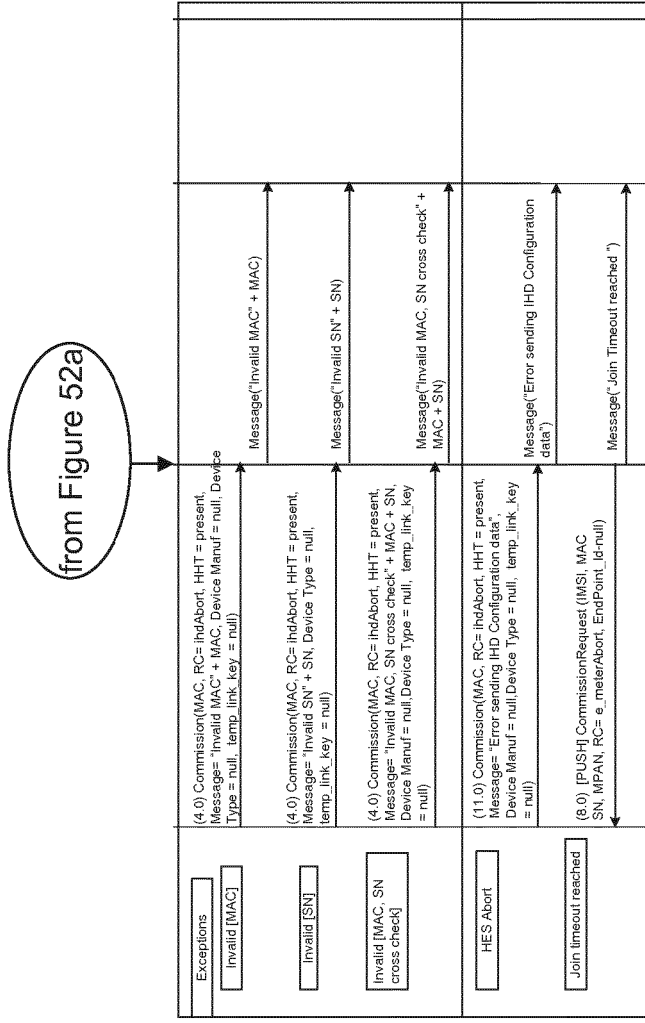 from Figure 52a
Exceptions
Invalid [MAC]
(4.0) Commission(MAC, RC= ihdAbort, HHT = present,
Message= "Invalid MAC" + MAC, Device Manuf = null, Device
Type = null, temp_link_key = null)
Message("Invalid MAC" + MAC)
Invalid [SN]
(4.0) Commission(MAC, RC= ihdAbort, HHT = present,
Message= "Invalid SN" + SN, Device Type = null,
temp_link_key = null)
Message("Invalid SN" + SN)
Invalid [MAC, SN
cross check]
(4.0) Commission((MAC, RC= ihdAbort, HHT = present,
Message= "Invalid MAC, SN cross check" + MAC + SN,
Device Manuf = null,Device Type = null, temp_link_key
= null)
Message("Invalid MAC, SN cross check" +
MAC + SN)
HES Abort
(11.0) Commission(MAC, RC= ihdAbort, HHT = present,
Message= "Error sending IHD Configuration data",
Device Manuf = null,Device Type = null, temp_link_key
= null)
Message("Error sending IHD Configuration
data")
Join timeout reached
(8.0) [PUSH] CommissionRequest (IMSI, MAC
SN, MPAN, RC= e_meterAbort, EndPoint_Id-null)
Message("Join Timeout reached ")